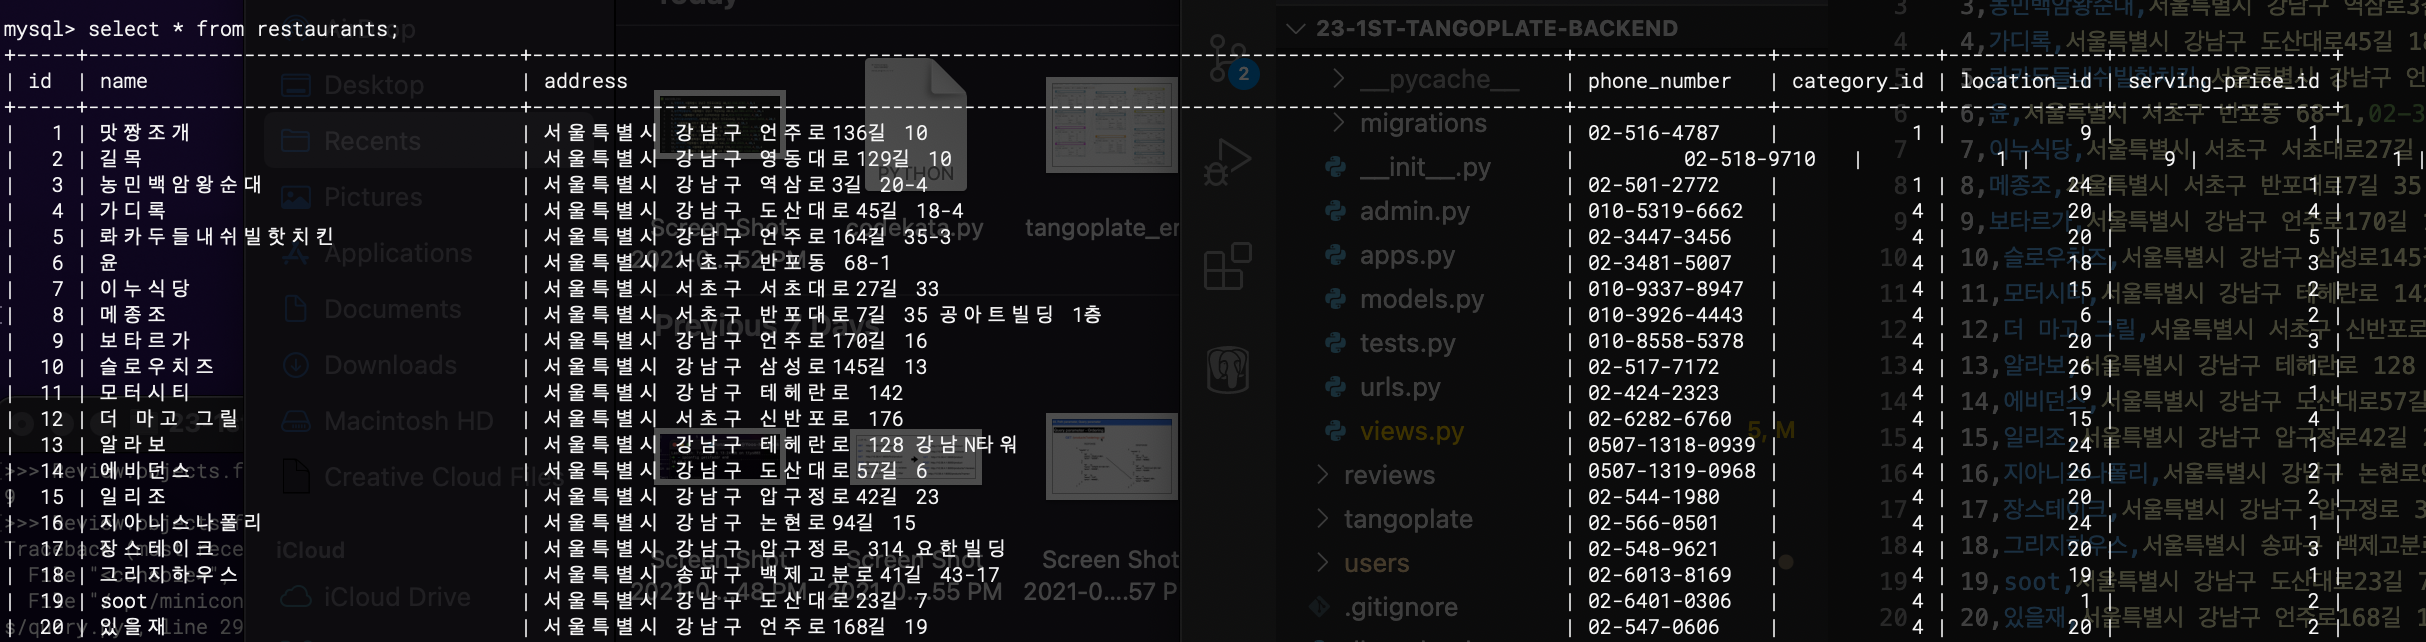 mysql> select * from restaurants;
| id | name | address | phone_number | category_id | location_id | serving_price_id |
| 1 | 맛짱조개 | 서울특별시 강남구 언주로136길 10 | 02-516-4787 | 1 | 9 | 1 |
| 2 | 길목 | 서울특별시 강남구 영동대로129길 10 | 02-518-9710 | 1 | 9 | 1 |
| 3 | 농민백암왕순대 | 서울특별시 강남구 역삼로3길 20-4 | 02-501-2772 | 1 | 24 | 1 |
| 4 | 가디록 | 서울특별시 강남구 도산대로45길 18-4 | 010-5319-6662 | 4 | 20 | 4 |
| 5 | 롸카두들내쉬빌핫치킨 | 서울특별시 강남구 언주로164길 35-3 | 02-3447-3456 | 4 | 20 | 5 |
| 6 | 윤 | 서울특별시 서초구 반포동 68-1 | 02-3481-5007 | 4 | 18 | 3 |
| 7 | 이누식당 | 서울특별시 서초구 서초대로27길 33 | 010-9337-8947 | 4 | 15 | 2 |
| 8 | 메종조 | 서울특별시 서초구 반포대로7길 35 공아트빌딩 1층 | 010-3926-4443 | 4 | 6 | 2 |
| 9 | 보타르가 | 서울특별시 강남구 언주로170길 16 | 010-8558-5378 | 4 | 20 | 3 |
| 10 | 슬로우치즈 | 서울특별시 강남구 삼성로145길 13 | 02-517-7172 | 4 | 26 | 1 |
| 11 | 모터시티 | 서울특별시 강남구 테헤란로 142 | 02-424-2323 | 4 | 19 | 1 |
| 12 | 더 마고 그릴 | 서울특별시 서초구 신반포로 176 | 02-6282-6760 | 4 | 15 | 4 |
| 13 | 알라보 | 서울특별시 강남구 테헤란로 128 강남N타워 | 0507-1318-0939 | 4 | 24 | 1 |
| 14 | 에비던스 | 서울특별시 강남구 도산대로57길 6 | 0507-1319-0968 | 4 | 26 | 2 |
| 15 | 일리조 | 서울특별시 강남구 압구정로42길 23 | 02-544-1980 | 4 | 20 | 2 |
| 16 | 지아니스나폴리 | 서울특별시 강남구 논현로94길 15 | 02-566-0501 | 4 | 24 | 1 |
| 17 | 장스테이크 | 서울특별시 강남구 압구정로 314 요한빌딩 | 02-548-9621 | 4 | 20 | 3 |
| 18 | 그리지하우스 | 서울특별시 송파구 백제고분로41길 43-17 | 02-6013-8169 | 4 | 19 | 1 |
| 19 | soot | 서울특별시 강남구 도산대로23길 7 | 02-6401-0306 | 4 | 1 | 2 |
| 20 | 있을재 | 서울특별시 강남구 언주로168길 19 | 02-547-0606 | 4 | 20 | 2 |
Desktop
Recents
Pictures
Applications
Documents
Downloads
Macintosh HD
Creative Cloud Files
iCloud
iCloud Drive
PYTHON
Screen Shot
codekata.py
Previous 7 Days
Screen Shot
Screen Shot
Screen Shot
23-1ST-TANGOPLATE-BACKEND
2
__pycache__
migrations
__init__.py
admin.py
apps.py
models.py
tests.py
urls.py
views.py
5, M
reviews
tangoplate
users
.gitignore